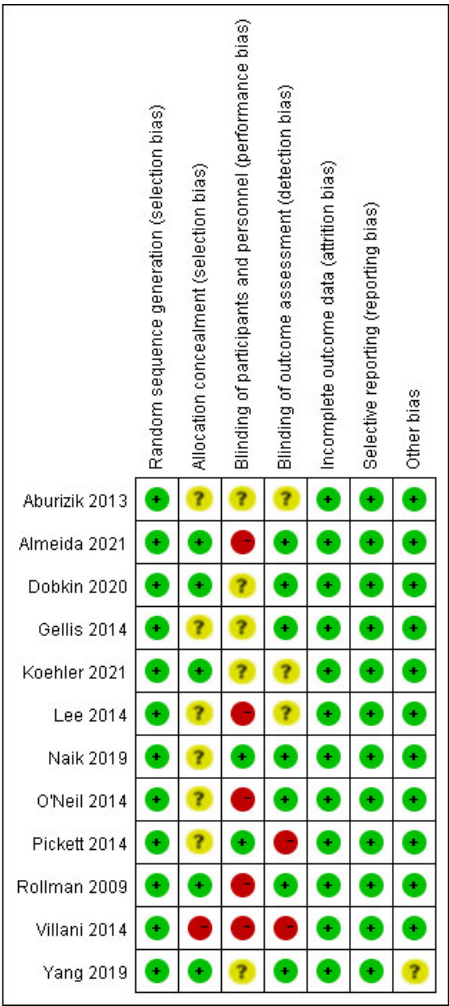 Random sequence generation (selection bias)
Allocation concealment (selection bias)
Blinding of participants and personnel (performance bias)
Blinding of outcome assessment (detection bias)
Incomplete outcome data (attrition bias)
Selective reporting (reporting bias)
Other bias
Aburizik 2013 + ? ? ? + + +
Almeida 2021 + + - + + + +
Dobkin 2020 + + ? + + + +
Gellis 2014 + ? ? + + + +
Koehler 2021 + + ? ? + + +
Lee 2014 + ? - ? + + +
Naik 2019 + ? + + + + +
O'Neil 2014 + ? - + + + +
Pickett 2014 + ? + - + + +
Rollman 2009 + + - + + + +
Villani 2014 + - - - + + +
Yang 2019 + + ? + + + ?